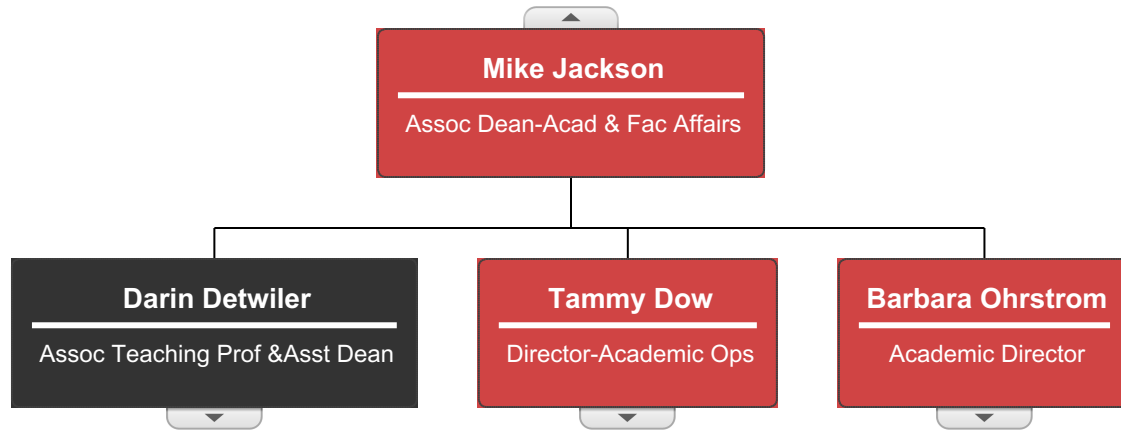 Mike Jackson
Assoc Dean-Acad & Fac Affairs
Darin Detwiler
Assoc Teaching Prof &Asst Dean
Tammy Dow
Director-Academic Ops
Barbara Ohrstrom
Academic Director